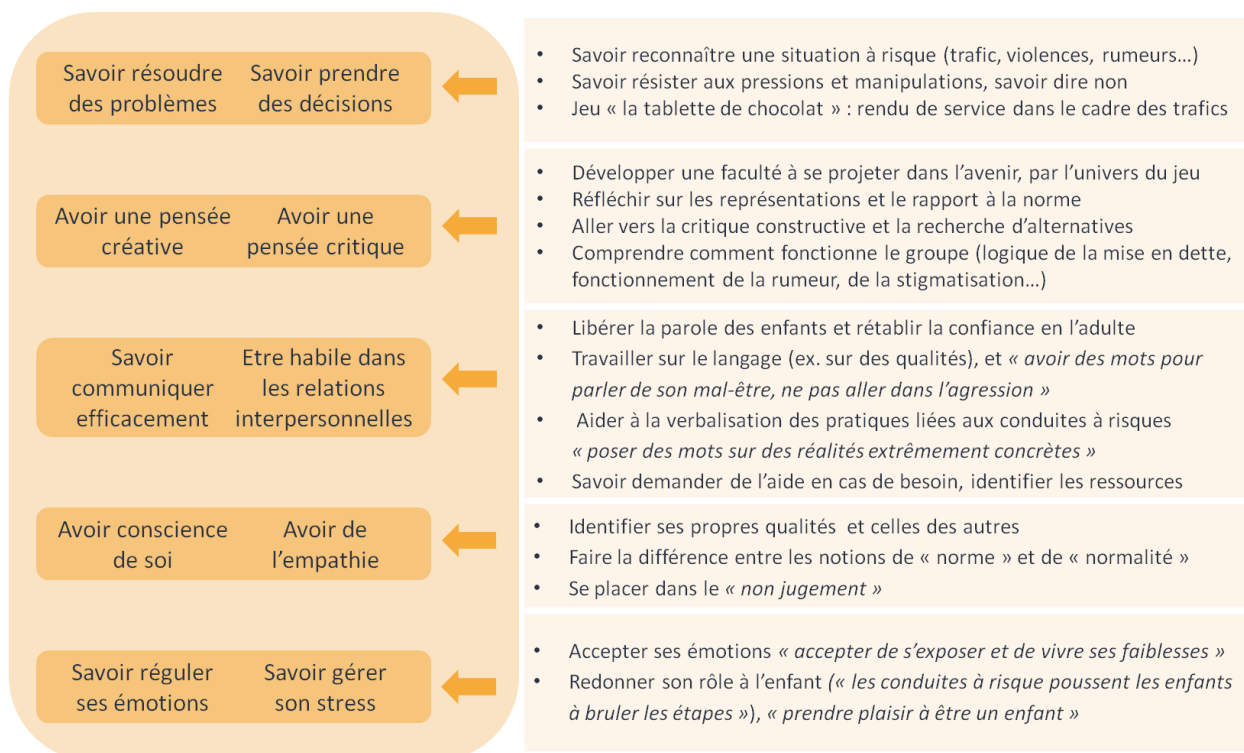 Savoir résoudre des problèmes
Savoir prendre des décisions
• Savoir reconnaître une situation à risque (trafic, violences, rumeurs…)
• Savoir résister aux pressions et manipulations, savoir dire non
• Jeu « la tablette de chocolat » : rendu de service dans le cadre des trafics
Avoir une pensée créative
Avoir une pensée critique
• Développer une faculté à se projeter dans l’avenir, par l’univers du jeu
• Réfléchir sur les représentations et le rapport à la norme
• Aller vers la critique constructive et la recherche d’alternatives
• Comprendre comment fonctionne le groupe (logique de la mise en dette,
fonctionnement de la rumeur, de la stigmatisation…)
Savoir communiquer efficacement
Etre habile dans les relations interpersonnelles
• Libérer la parole des enfants et rétablir la confiance en l’adulte
• Travailler sur le langage (ex. sur des qualités), et « avoir des mots pour
parler de son mal-être, ne pas aller dans l’agression »
• Aider à la verbalisation des pratiques liées aux conduites à risques
« poser des mots sur des réalités extrêmement concrètes »
• Savoir demander de l’aide en cas de besoin, identifier les ressources
Avoir conscience de soi
Avoir de l’empathie
• Identifier ses propres qualités et celles des autres
• Faire la différence entre les notions de « norme » et de « normalité »
• Se placer dans le « non jugement »
Savoir réguler ses émotions
Savoir gérer son stress
• Accepter ses émotions « accepter de s’exposer et de vivre ses faiblesses »
• Redonner son rôle à l’enfant (« les conduites à risque poussent les enfants
à bruler les étapes »), « prendre plaisir à être un enfant »